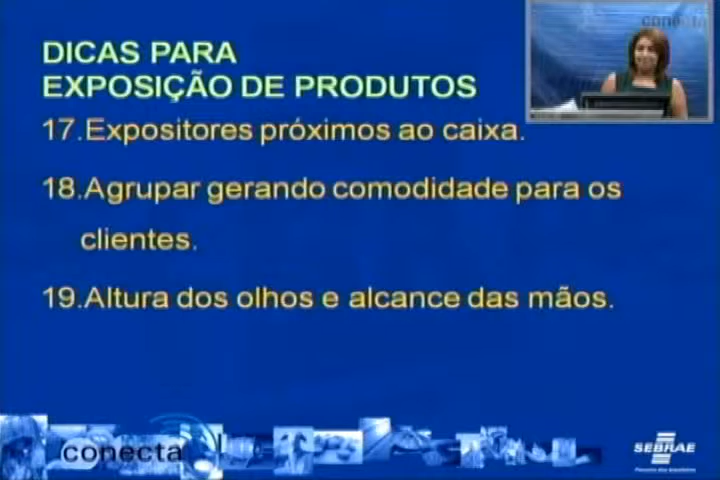 conecta
DICAS PARA
EXPOSIÇÃO DE PRODUTOS
17.Expositores próximos ao caixa.
18.Agrupar gerando comodidade para os
clientes.
19.Altura dos olhos e alcance das mãos.
conecta
SEBRAE